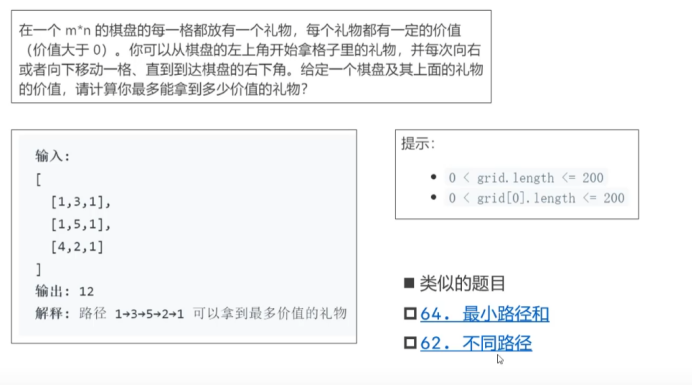 在一个 m*n 的棋盘的每一格都放有一个礼物，每个礼物都有一定的价值
（价值大于 0）。你可以从棋盘的左上角开始拿格子里的礼物，并每次向右
或者向下移动一格、直到到达棋盘的右下角。给定一个棋盘及其上面的礼物
的价值，请计算你最多能拿到多少价值的礼物？
输入:
[
[1,3,1],
[1,5,1],
[4,2,1]
]
输出: 12
解释: 路径 1→3→5→2→1 可以拿到最多价值的礼物
提示：
• 0 < grid.length <= 200
• 0 < grid[0].length <= 200
■ 类似的题目
64. 最小路径和
62. 不同路径